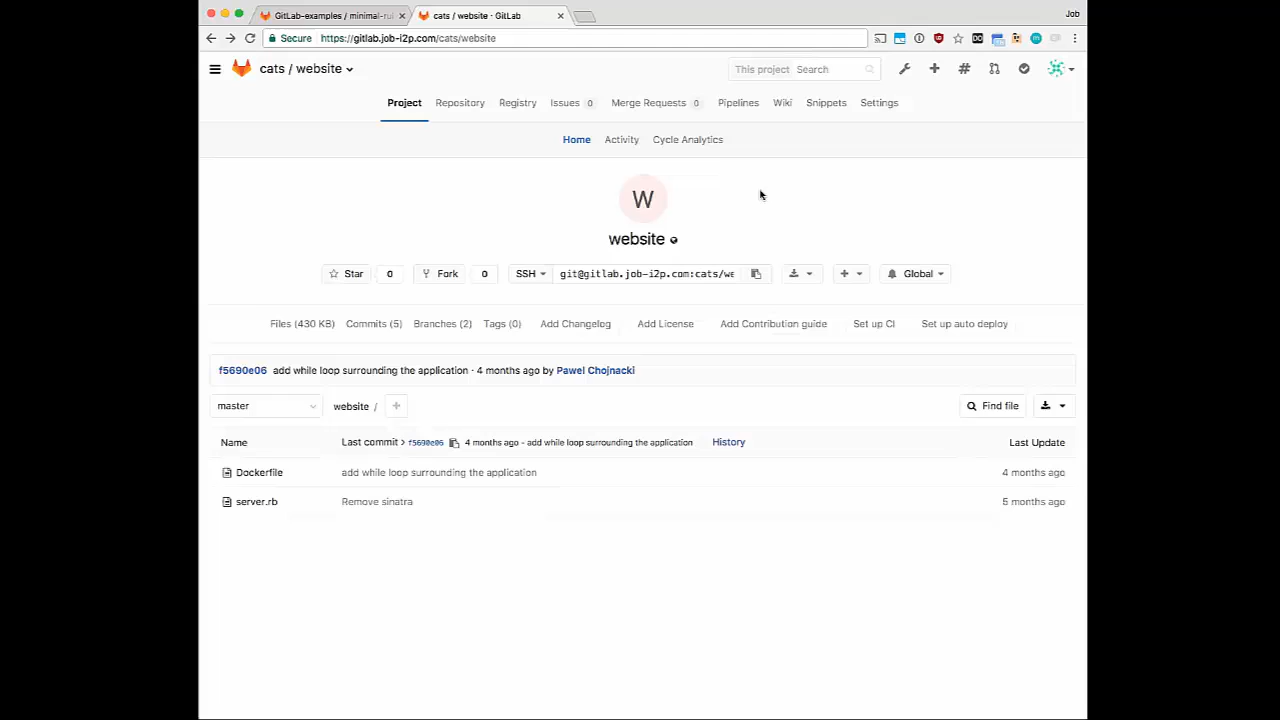 GitLab-examples / minimal-ru
cats / website · GitLab
Job
Secure https://gitlab.job-i2p.com/cats/website
cats / website
This project Search
Project Repository Registry Issues 0 Merge Requests 0 Pipelines Wiki Snippets Settings
Home Activity Cycle Analytics
W
website
Star 0 Fork 0 SSH git@gitlab.job-i2p.com:cats/we Global
Files (430 KB) Commits (5) Branches (2) Tags (0) Add Changelog Add License Add Contribution guide Set up CI Set up auto deploy
f5690e06 add while loop surrounding the application · 4 months ago by Pawel Chojnacki
master website / + Find file
Name Last commit > f5690e06 4 months ago - add while loop surrounding the application History Last Update
Dockerfile add while loop surrounding the application 4 months ago
server.rb Remove sinatra 5 months ago